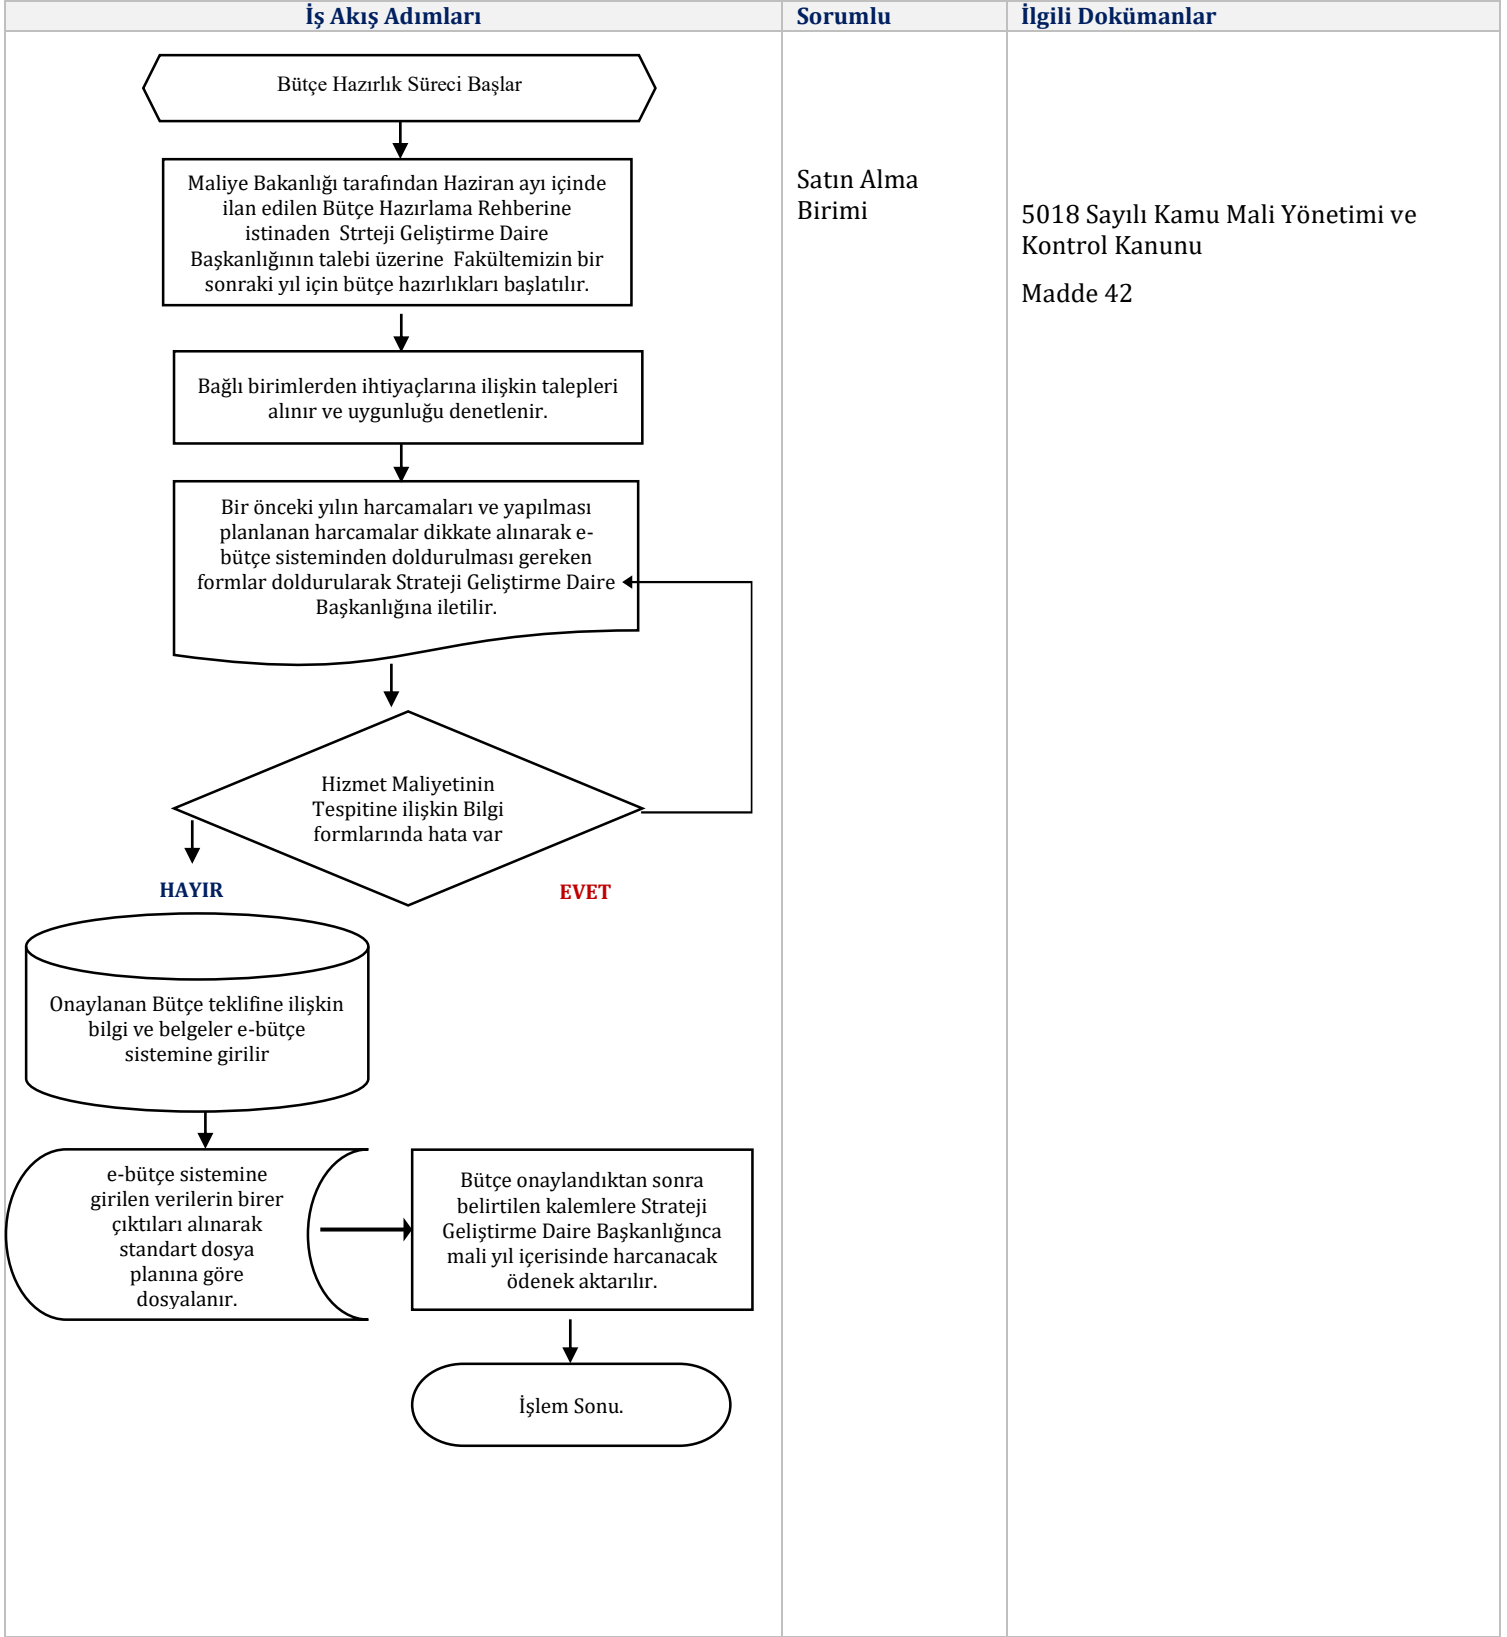 İş Akış Adımları
Sorumlu
İlgili Dokümanlar
Bütçe Hazırlık Süreci Başlar
Maliye Bakanlığı tarafından Haziran ayı içinde
ilan edilen Bütçe Hazırlama Rehberine
istinaden Strteji Geliştirme Daire
Başkanlığının talebi üzerine Fakültemizin bir
sonraki yıl için bütçe hazırlıkları başlatılır.
Satın Alma
Birimi
5018 Sayılı Kamu Mali Yönetimi ve
Kontrol Kanunu
Madde 42
Bağlı birimlerden ihtiyaçlarına ilişkin talepleri
alınır ve uygunluğu denetlenir.
Bir önceki yılın harcamaları ve yapılması
planlanan harcamalar dikkate alınarak e-
bütçe sisteminden doldurulması gereken
formlar doldurularak Strateji Geliştirme Daire
Başkanlığına iletilir.
Hizmet Maliyetinin
Tespitine ilişkin Bilgi
formlarında hata var
HAYIR
EVET
Onaylanan Bütçe teklifine ilişkin
bilgi ve belgeler e-bütçe
sistemine girilir
e-bütçe sistemine
girilen verilerin birer
çıktıları alınarak
standart dosya
planına göre
dosyalanır.
Bütçe onaylandıktan sonra
belirtilen kalemlere Strateji
Geliştirme Daire Başkanlığınca
mali yıl içerisinde harcanacak
ödenek aktarılır.
İşlem Sonu.